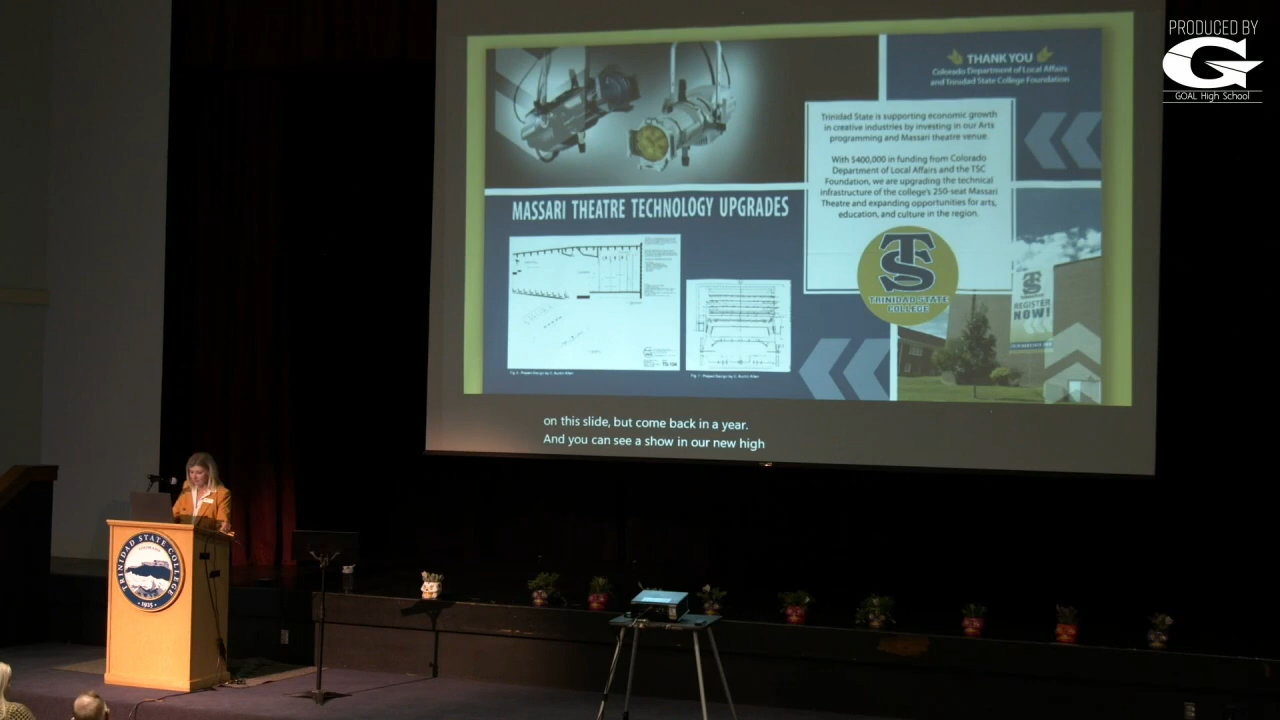 PRODUCED BY
G
GOAL High School
THANK YOU
Colorado Department of Local Affairs
and Trinidad State College Foundation
Trinidad State is supporting economic growth
in creative industries by investing in our Arts
programming and Massari theatre venue.
With $400,000 in funding from Colorado
Department of Local Affairs and the TSC
Foundation, we are upgrading the technical
infrastructure of the college's 250-seat Massari
Theatre and expanding opportunities for arts,
education, and culture in the region.
MASSARI THEATRE TECHNOLOGY UPGRADES
TS
TRINIDAD STATE
COLLEGE
REGISTER
NOW!
on this slide, but come back in a year.
And you can see a show in our new high
TRINIDAD STATE COLLEGE
COLORADO
• 1925 •